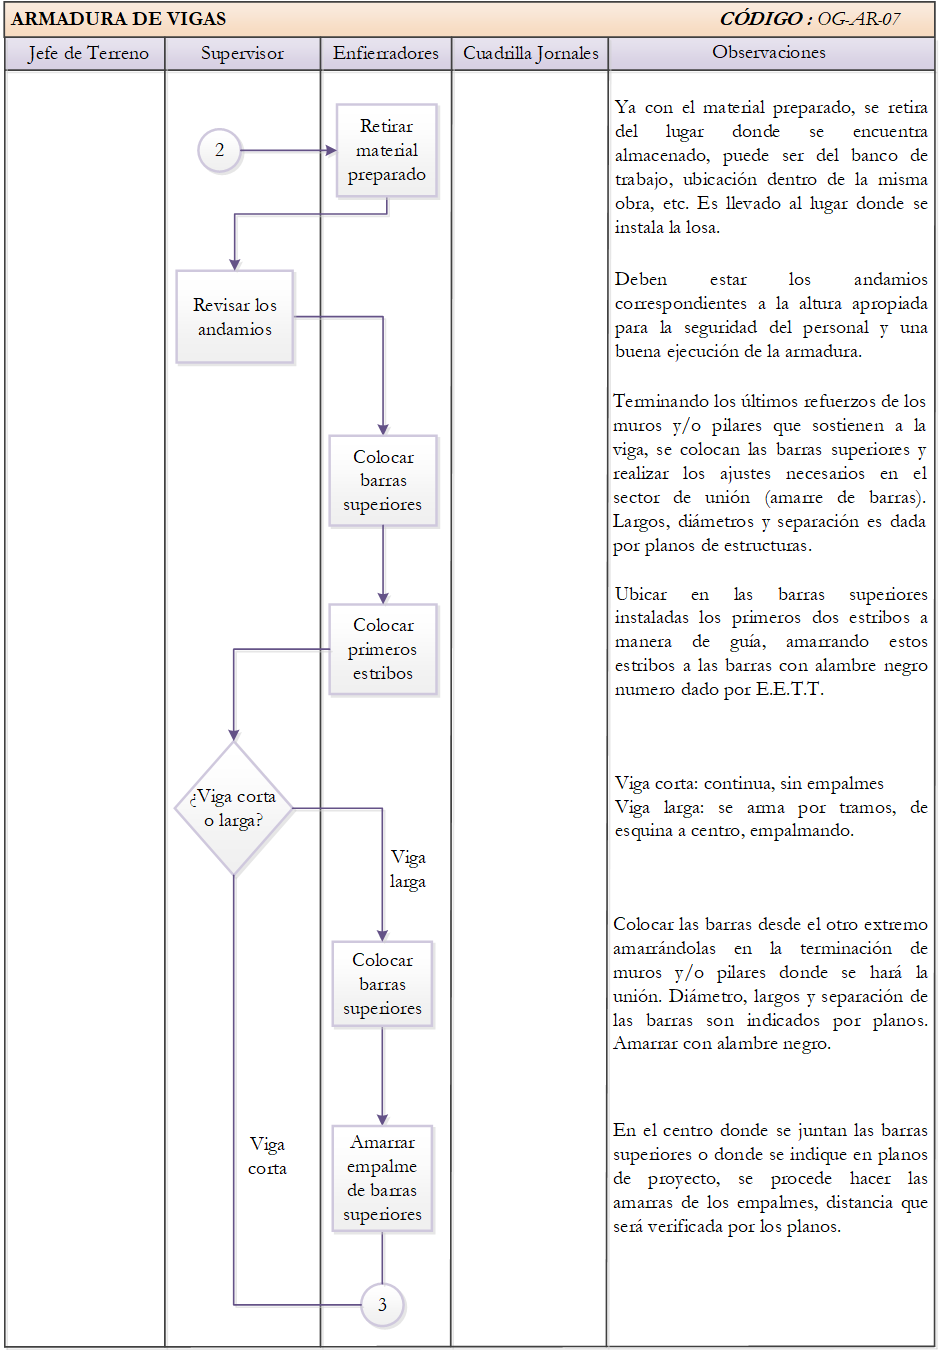 ARMADURA DE VIGAS
CÓDIGO : OG-AR-07
Jefe de Terreno
Supervisor
Enfierradores
Cuadrilla Jornales
Observaciones
2
Retirar
material
preparado
Ya con el material preparado, se retira
del lugar donde se encuentra
almacenado, puede ser del banco de
trabajo, ubicación dentro de la misma
obra, etc. Es llevado al lugar donde se
instala la losa.
Revisar los
andamios
Deben estar los andamios
correspondientes a la altura apropiada
para la seguridad del personal y una
buena ejecución de la armadura.
Colocar
barras
superiores
Terminando los últimos refuerzos de los
muros y/o pilares que sostienen a la
viga, se colocan las barras superiores y
realizar los ajustes necesarios en el
sector de unión (amarre de barras).
Largos, diámetros y separación es dada
por planos de estructuras.
Colocar
primeros
estribos
Ubicar en las barras superiores
instaladas los primeros dos estribos a
manera de guía, amarrando estos
estribos a las barras con alambre negro
numero dado por E.E.T.T.
¿Viga corta
o larga?
Viga corta: continua, sin empalmes
Viga larga: se arma por tramos, de
esquina a centro, empalmando.
Viga
larga
Colocar
barras
superiores
Colocar las barras desde el otro extremo
amarrándolas en la terminación de
muros y/o pilares donde se hará la
unión. Diámetro, largos y separación de
las barras son indicados por planos.
Amarrar con alambre negro.
Viga
corta
Amarrar
empalme
de barras
superiores
En el centro donde se juntan las barras
superiores o donde se indique en planos
de proyecto, se procede hacer las
amarras de los empalmes, distancia que
será verificada por los planos.
3